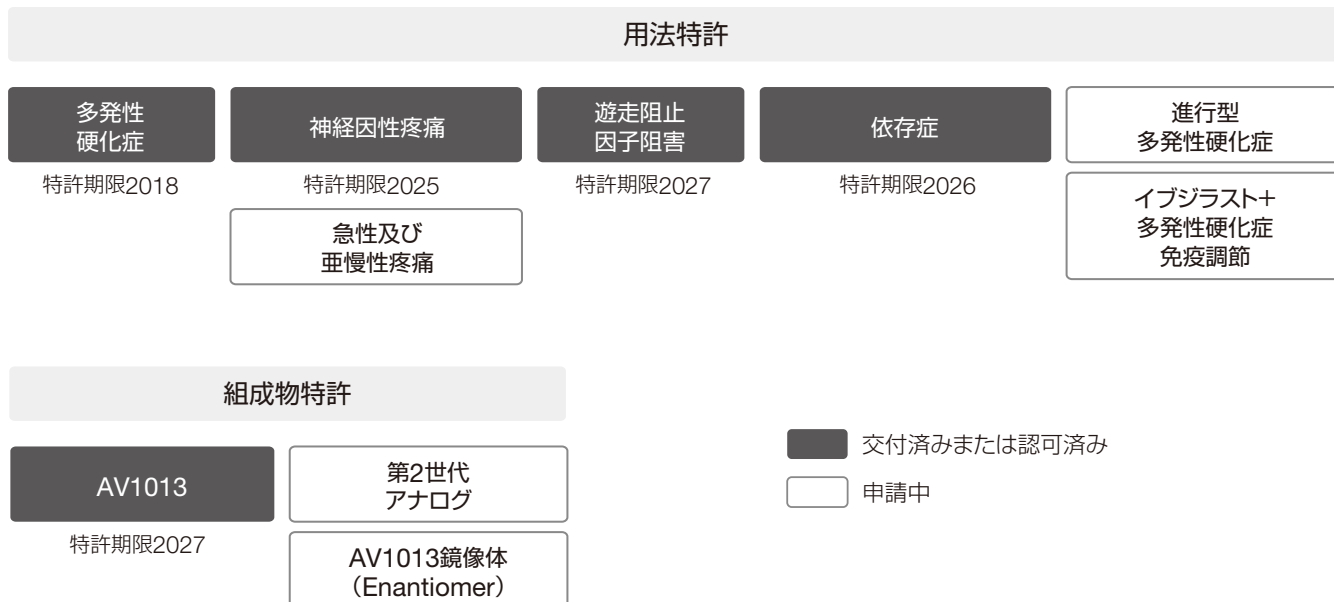 用法特許
多発性
硬化症
特許期限2018
神経因性疼痛
特許期限2025
急性及び
亜慢性疼痛
遊走阻止
因子阻害
特許期限2027
依存症
特許期限2026
進行型
多発性硬化症
イブジラスト＋
多発性硬化症
免疫調節
組成物特許
AV1013
特許期限2027
第2世代
アナログ
AV1013鏡像体
（Enantiomer）
交付済みまたは認可済み
申請中